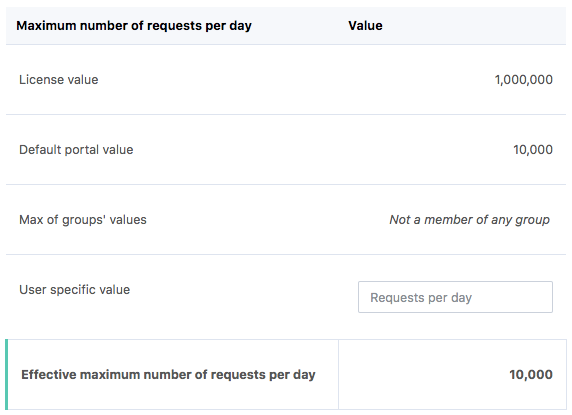 Maximum number of requests per day Value
License value 1,000,000
Default portal value 10,000
Max of groups' values Not a member of any group
User specific value Requests per day
Effective maximum number of requests per day 10,000